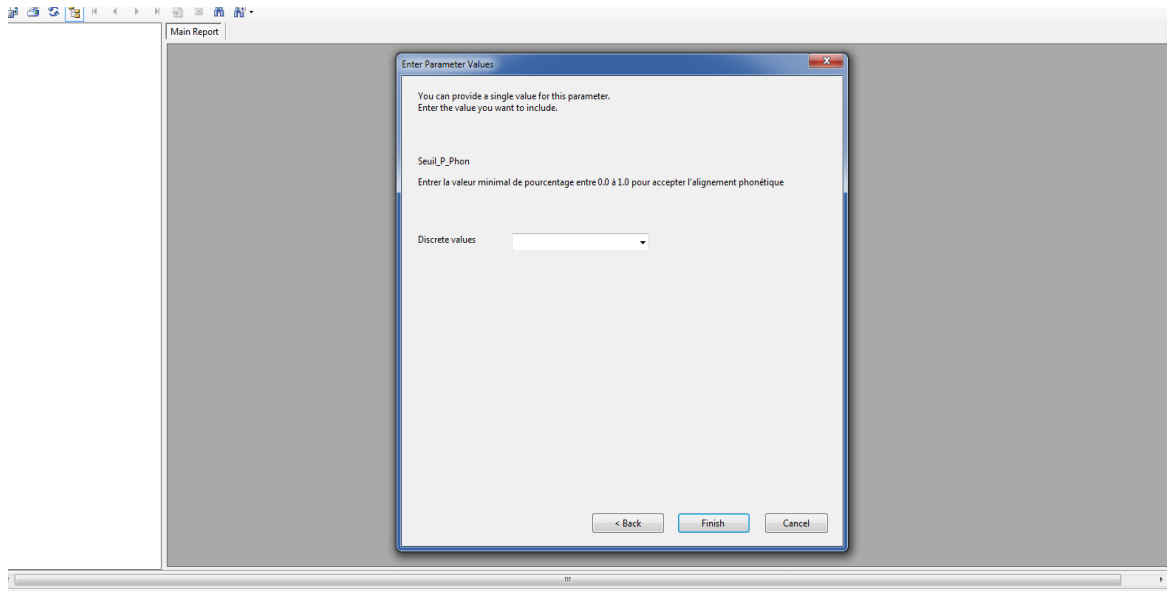 Main Report
Enter Parameter Values
You can provide a single value for this parameter.
Enter the value you want to include.
Seuil_P_Phon
Entrer la valeur minimal de pourcentage entre 0.0 à 1.0 pour accepter l'alignement phonétique
Discrete values
< Back
Finish
Cancel